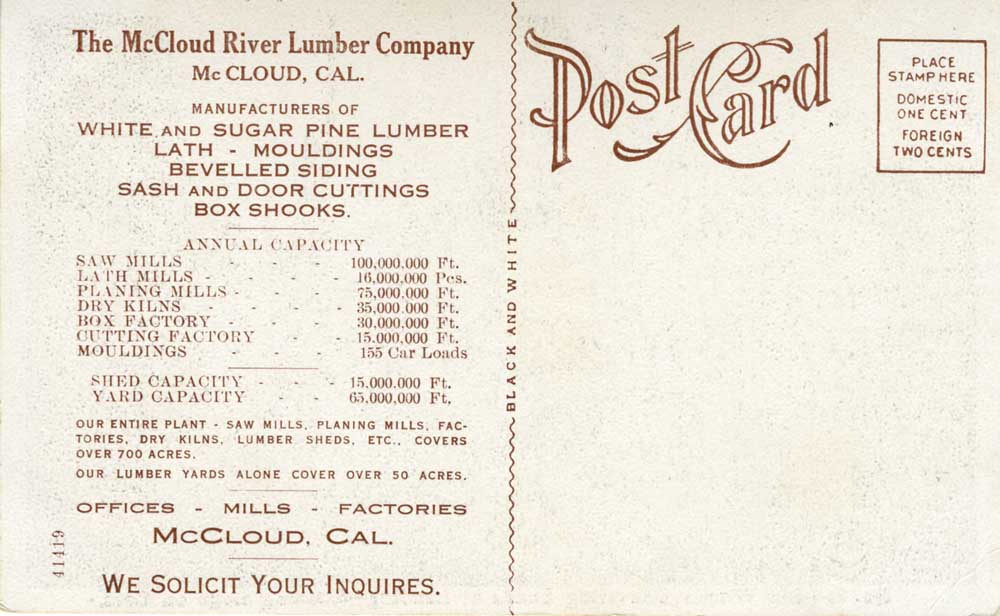 The McCloud River Lumber Company
Mc CLOUD, CAL.
MANUFACTURERS OF
WHITE AND SUGAR PINE LUMBER
LATH - MOULDINGS
BEVELLED SIDING
SASH AND DOOR CUTTINGS
BOX SHOOKS.
ANNUAL CAPACITY
SAW MILLS - - - - 100,000,000 Ft.
LATH MILLS - - - - 16,000,000 Pcs.
PLANING MILLS - - - - 75,000,000 Ft.
DRY KILNS - - - - 35,000,000 Ft.
BOX FACTORY - - - 30,000,000 Ft.
CUTTING FACTORY - - 15,000,000 Ft.
MOULDINGS - - - 155 Car Loads
SHED CAPACITY - - - 15,000,000 Ft.
YARD CAPACITY - - - 65,000,000 Ft.
OUR ENTIRE PLANT - SAW MILLS, PLANING MILLS, FAC-
TORIES, DRY KILNS, LUMBER SHEDS, ETC., COVERS
OVER 700 ACRES.
OUR LUMBER YARDS ALONE COVER OVER 50 ACRES.
OFFICES - MILLS - FACTORIES
McCLOUD, CAL.
WE SOLICIT YOUR INQUIRES.
41419
BLACK AND WHITE
Post Card
PLACE
STAMP HERE
DOMESTIC
ONE CENT
FOREIGN
TWO CENTS